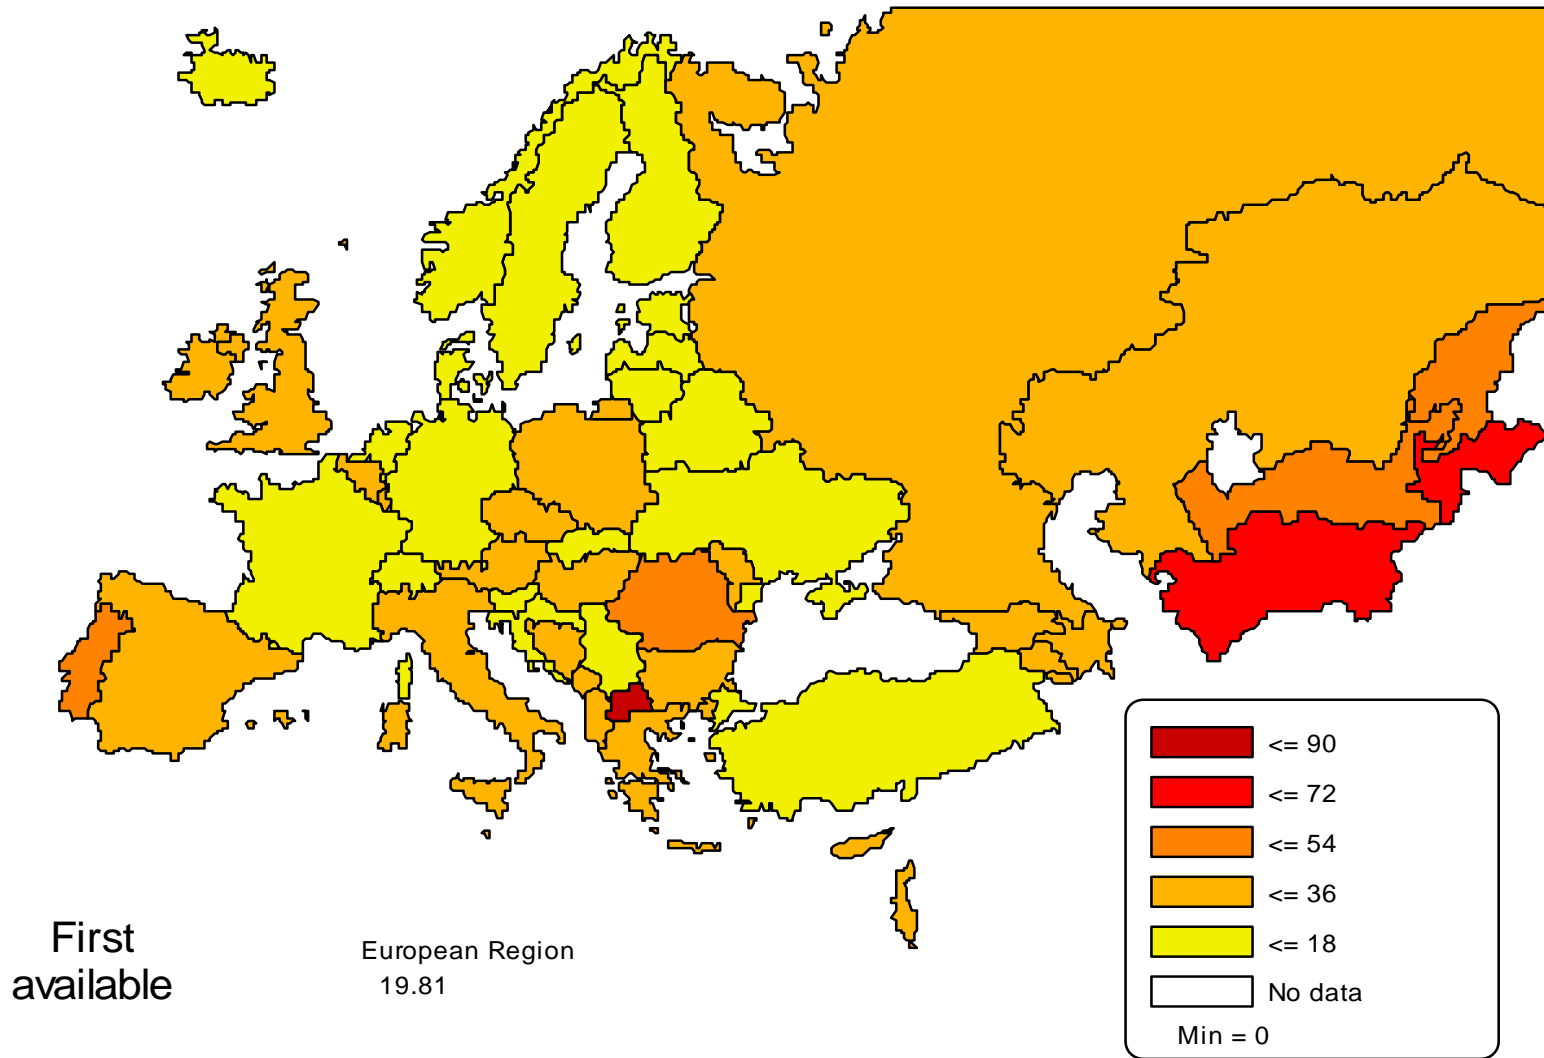 First
available
European Region
19.81
<= 90
<= 72
<= 54
<= 36
<= 18
No data
Min = 0